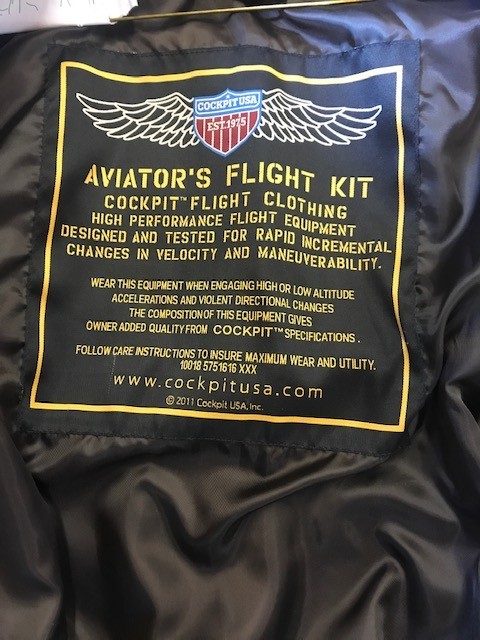 COCKPIT USA
EST. 1975
AVIATOR'S FLIGHT KIT
COCKPIT™ FLIGHT CLOTHING
HIGH PERFORMANCE FLIGHT EQUIPMENT
DESIGNED AND TESTED FOR RAPID INCREMENTAL
CHANGES IN VELOCITY AND MANEUVERABILITY.
WEAR THIS EQUIPMENT WHEN ENGAGING HIGH OR LOW ALTITUDE
ACCELERATIONS AND VIOLENT DIRECTIONAL CHANGES
THE COMPOSITION OF THIS EQUIPMENT GIVES
OWNER ADDED QUALITY FROM COCKPIT™ SPECIFICATIONS.
FOLLOW CARE INSTRUCTIONS TO INSURE MAXIMUM WEAR AND UTILITY.
10018 5751616 XXX
www.cockpitusa.com
© 2011 Cockpit USA, Inc.